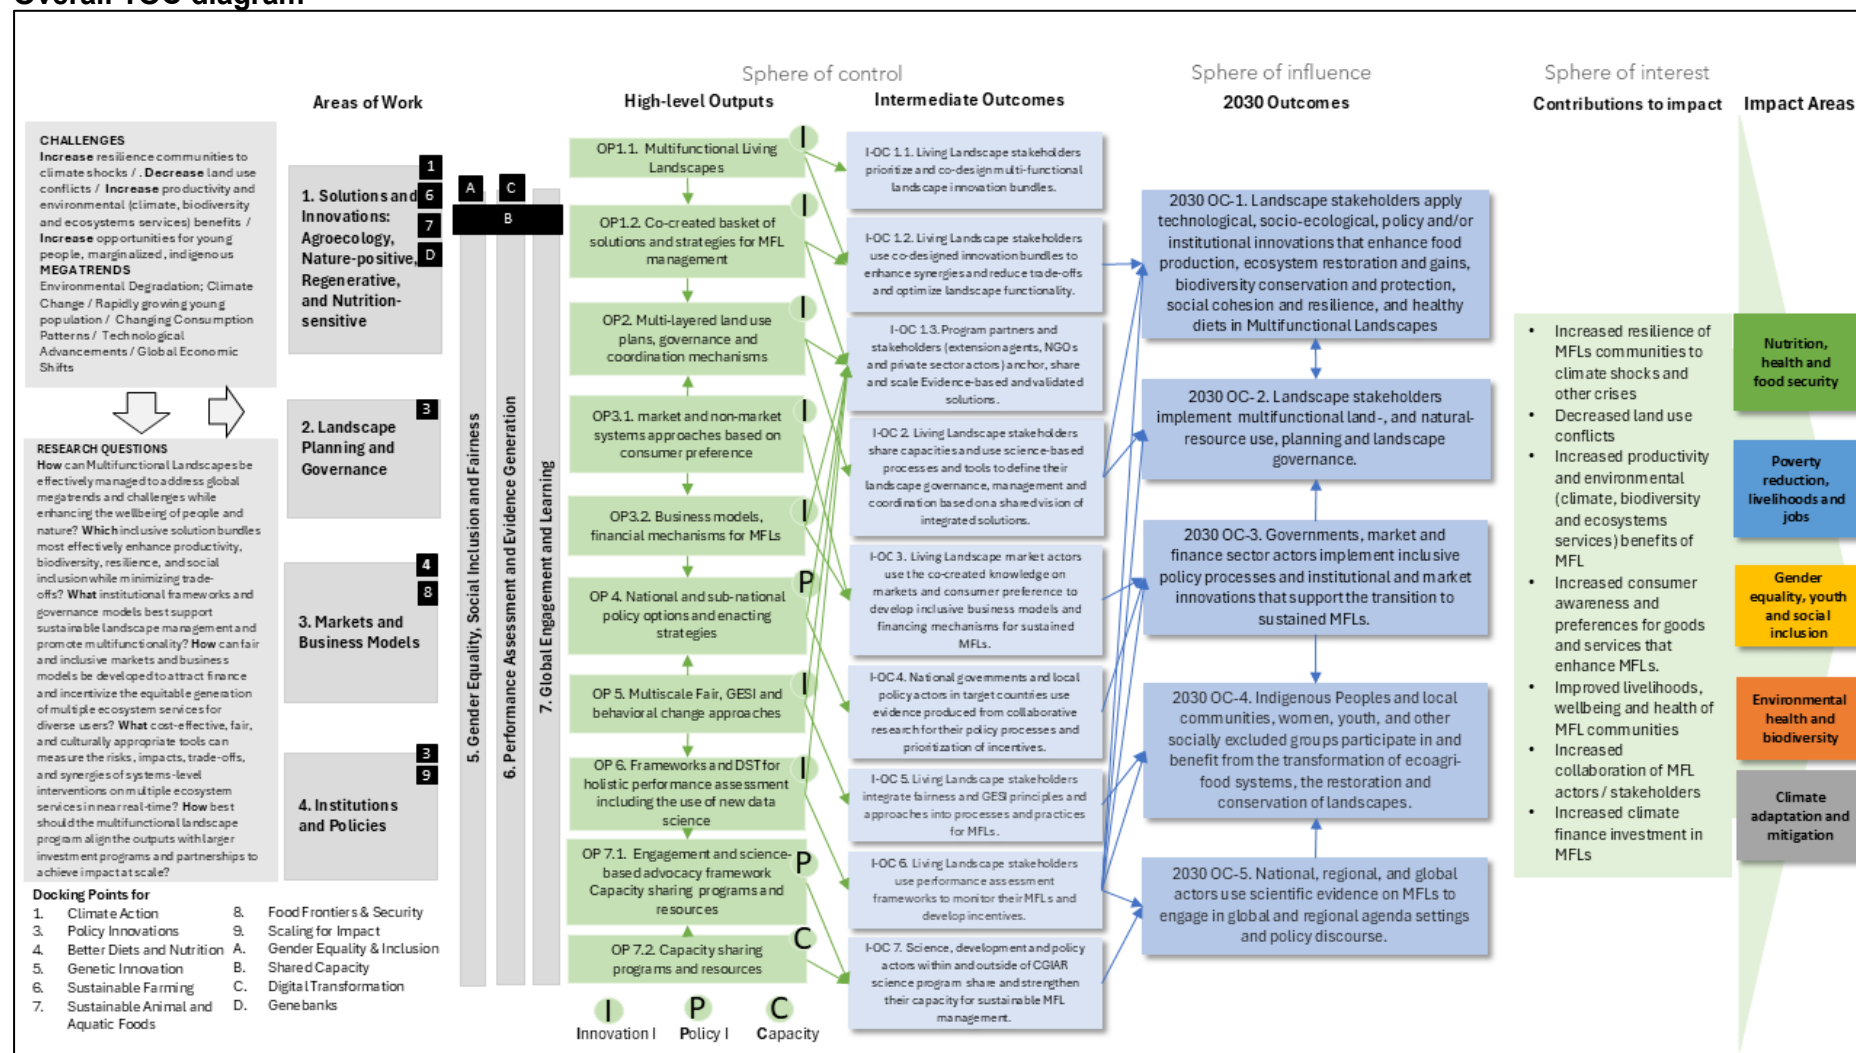 Overall TOC diagram
Sphere of control
Sphere of influence
Sphere of interest
Areas of Work
High-level Outputs
Intermediate Outcomes
2030 Outcomes
Contributions to impact
Impact Areas
CHALLENGES
Increase resilience communities to
climate shocks / . Decrease land use
conflicts / Increase productivity and
environmental (climate, biodiversity
and ecosystems services) benefits /
Increase opportunities for young
people, marginalized, indigenous
MEGATRENDS
Environmental Degradation; Climate
Change / Rapidly growing young
population / Changing Consumption
Patterns / Technological
Advancements / Global Economic
Shifts
RESEARCH QUESTIONS
How can Multifunctional Landscapes be
effectively managed to address global
megatrends and challenges while
enhancing the wellbeing of people and
nature? Which inclusive solution bundles
most effectively enhance productivity,
biodiversity, resilience, and social
inclusion while minimizing trade-
offs? What institutional frameworks and
governance models best support
sustainable landscape management and
promote multifunctionality? How can fair
and inclusive markets and business
models be developed to attract finance
and incentivize the equitable generation
of multiple ecosystem services for
diverse users? What cost-effective, fair,
and culturally appropriate tools can
measure the risks, impacts, trade-offs,
and synergies of systems-level
interventions on multiple ecosystem
services in near real-time? How best
should the multifunctional landscape
program align the outputs with larger
investment programs and partnerships to
achieve impact at scale?
Docking Points for
1. Climate Action
3. Policy Innovations
4. Better Diets and Nutrition
5. Genetic Innovation
6. Sustainable Farming
7. Sustainable Animal and
Aquatic Foods
8. Food Frontiers & Security
9. Scaling for Impact
A. Gender Equality & Inclusion
B. Shared Capacity
C. Digital Transformation
D. Genebanks
1. Solutions and
Innovations:
Agroecology,
Nature-positive,
Regenerative,
and Nutrition-
sensitive
1
6
7
D
2. Landscape
Planning and
Governance
3
3. Markets and
Business Models
4
8
4. Institutions
and Policies
3
9
A
C
B
5. Gender Equality, Social Inclusion and Fairness
6. Performance Assessment and Evidence Generation
7. Global Engagement and Learning
OP1.1. Multifunctional Living
Landscapes
I
OP1.2. Co-created basket of
solutions and strategies for MFL
management
I
OP2. Multi-layered land use
plans, governance and
coordination mechanisms
I
OP3.1. market and non-market
systems approaches based on
consumer preference
I
OP3.2. Business models,
financial mechanisms for MFLs
I
OP 4. National and sub-national
policy options and enacting
strategies
P
OP 5. Multiscale Fair, GESI and
behavioral change approaches
I
OP 6. Frameworks and DST for
holistic performance assessment
including the use of new data
science
I
OP 7.1. Engagement and science-
based advocacy framework
Capacity sharing programs and
resources
P
OP 7.2. Capacity sharing
programs and resources
C
I
P
C
Innovation I
Policy I
Capacity
I-OC 1.1. Living Landscape stakeholders
prioritize and co-design multi-functional
landscape innovation bundles.
I-OC 1.2. Living Landscape stakeholders
use co-designed innovation bundles to
enhance synergies and reduce trade-offs
and optimize landscape functionality.
I-OC 1.3. Program partners and
stakeholders (extension agents, NGOs
and private sector actors) anchor, share
and scale Evidence-based and validated
solutions.
I-OC 2. Living Landscape stakeholders
share capacities and use science-based
processes and tools to define their
landscape governance, management and
coordination based on a shared vision of
integrated solutions.
I-OC 3. Living Landscape market actors
use the co-created knowledge on
markets and consumer preference to
develop inclusive business models and
financing mechanisms for sustained
MFLs.
I-OC 4. National governments and local
policy actors in target countries use
evidence produced from collaborative
research for their policy processes and
prioritization of incentives.
I-OC 5. Living Landscape stakeholders
integrate fairness and GESI principles and
approaches into processes and practices
for MFLs.
I-OC 6. Living Landscape stakeholders
use performance assessment
frameworks to monitor their MFLs and
develop incentives.
I-OC 7. Science, development and policy
actors within and outside of CGIAR
science program share and strengthen
their capacity for sustainable MFL
management.
2030 OC-1. Landscape stakeholders apply
technological, socio-ecological, policy and/or
institutional innovations that enhance food
production, ecosystem restoration and gains,
biodiversity conservation and protection,
social cohesion and resilience, and healthy
diets in Multifunctional Landscapes
2030 OC- 2. Landscape stakeholders
implement multifunctional land-, and natural-
resource use, planning and landscape
governance.
2030 OC-3. Governments, market and
finance sector actors implement inclusive
policy processes and institutional and market
innovations that support the transition to
sustained MFLs.
2030 OC-4. Indigenous Peoples and local
communities, women, youth, and other
socially excluded groups participate in and
benefit from the transformation of ecoagri-
food systems, the restoration and
conservation of landscapes.
2030 OC-5. National, regional, and global
actors use scientific evidence on MFLs to
engage in global and regional agenda settings
and policy discourse.
• Increased resilience of
MFLs communities to
climate shocks and
other crises
• Decreased land use
conflicts
• Increased productivity
and environmental
(climate, biodiversity
and ecosystems
services) benefits of
MFL
• Increased consumer
awareness and
preferences for goods
and services that
enhance MFLs.
• Improved livelihoods,
wellbeing and health of
MFL communities
• Increased
collaboration of MFL
actors / stakeholders
• Increased climate
finance investment in
MFLs
Nutrition,
health and
food security
Poverty
reduction,
livelihoods and
jobs
Gender
equality, youth
and social
inclusion
Environmental
health and
biodiversity
Climate
adaptation and
mitigation